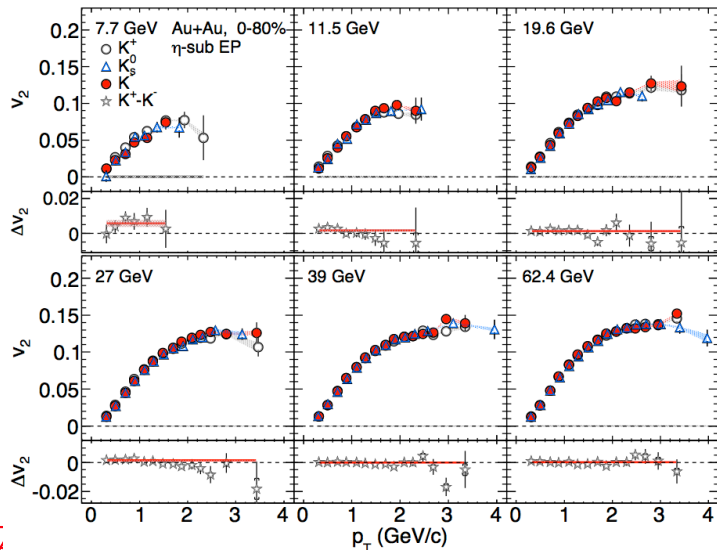 7.7 GeV Au+Au, 0-80%
η-sub EP
K+
K0s
K-
K+-K-
11.5 GeV
19.6 GeV
v2
0.2
0.15
0.1
0.05
0
Δv2
0.02
0
27 GeV
39 GeV
62.4 GeV
v2
0.2
0.15
0.1
0.05
0
Δv2
0
-0.02
0 1 2 3 4 0 1 2 3 4 0 1 2 3 4
pT (GeV/c)